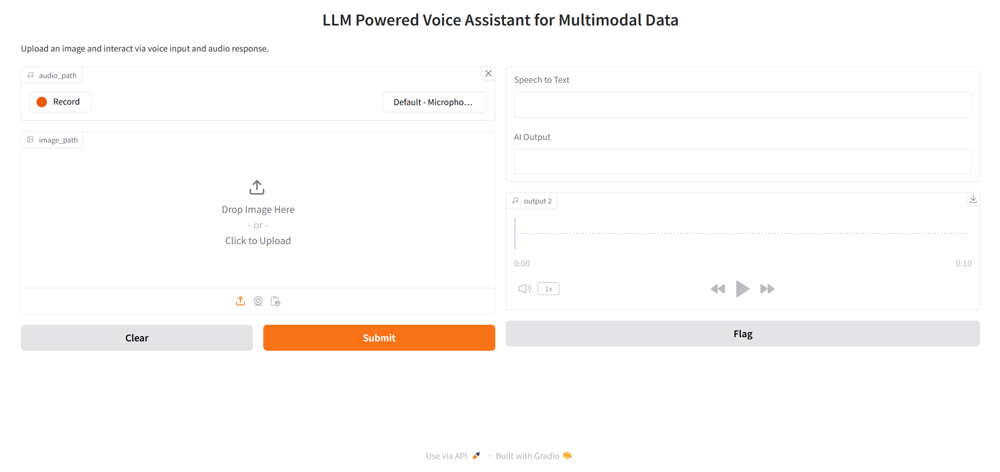 LLM Powered Voice Assistant for Multimodal Data
Upload an image and interact via voice input and audio response.
audio_path
Record
Default - Micropho...
image_path
Drop Image Here
- or -
Click to Upload
Clear
Submit
Speech to Text
AI Output
output 2
0:00
0:10
1x
Flag
Use via API
·
Built with Gradio